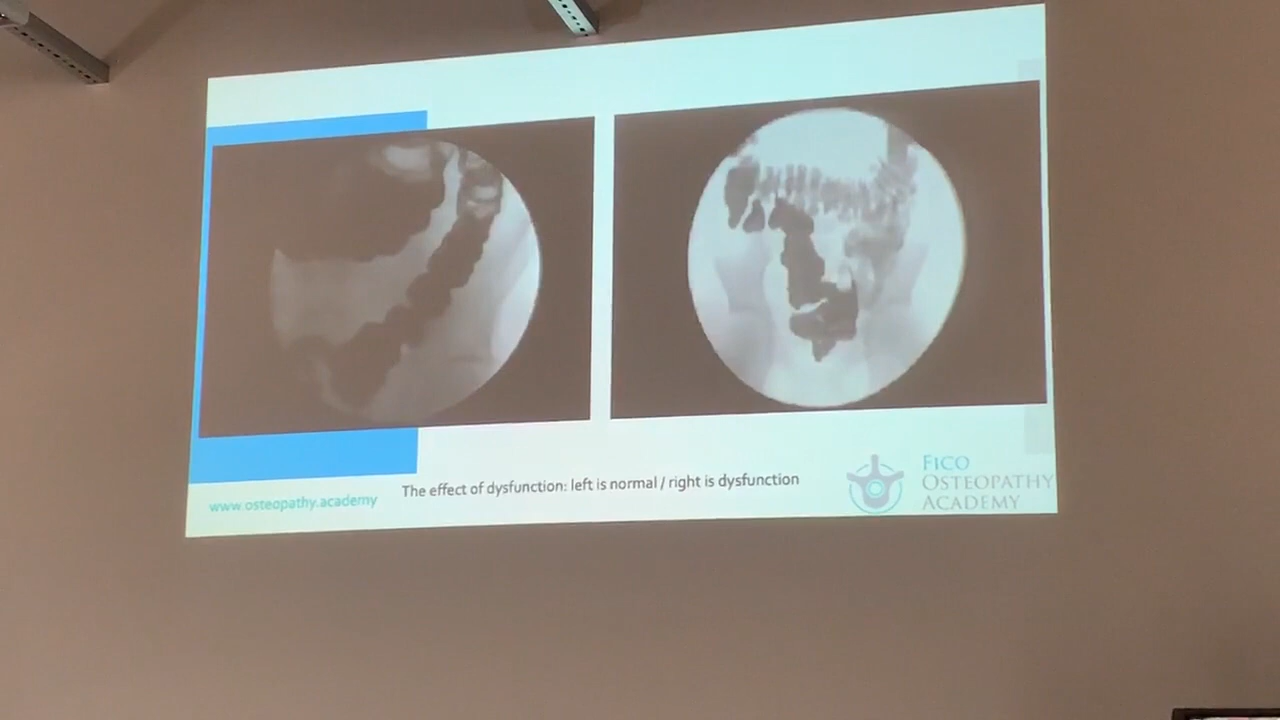 www.osteopathy.academy
The effect of dysfunction: left is normal / right is dysfunction
FICO
OSTEOPATHY
ACADEMY